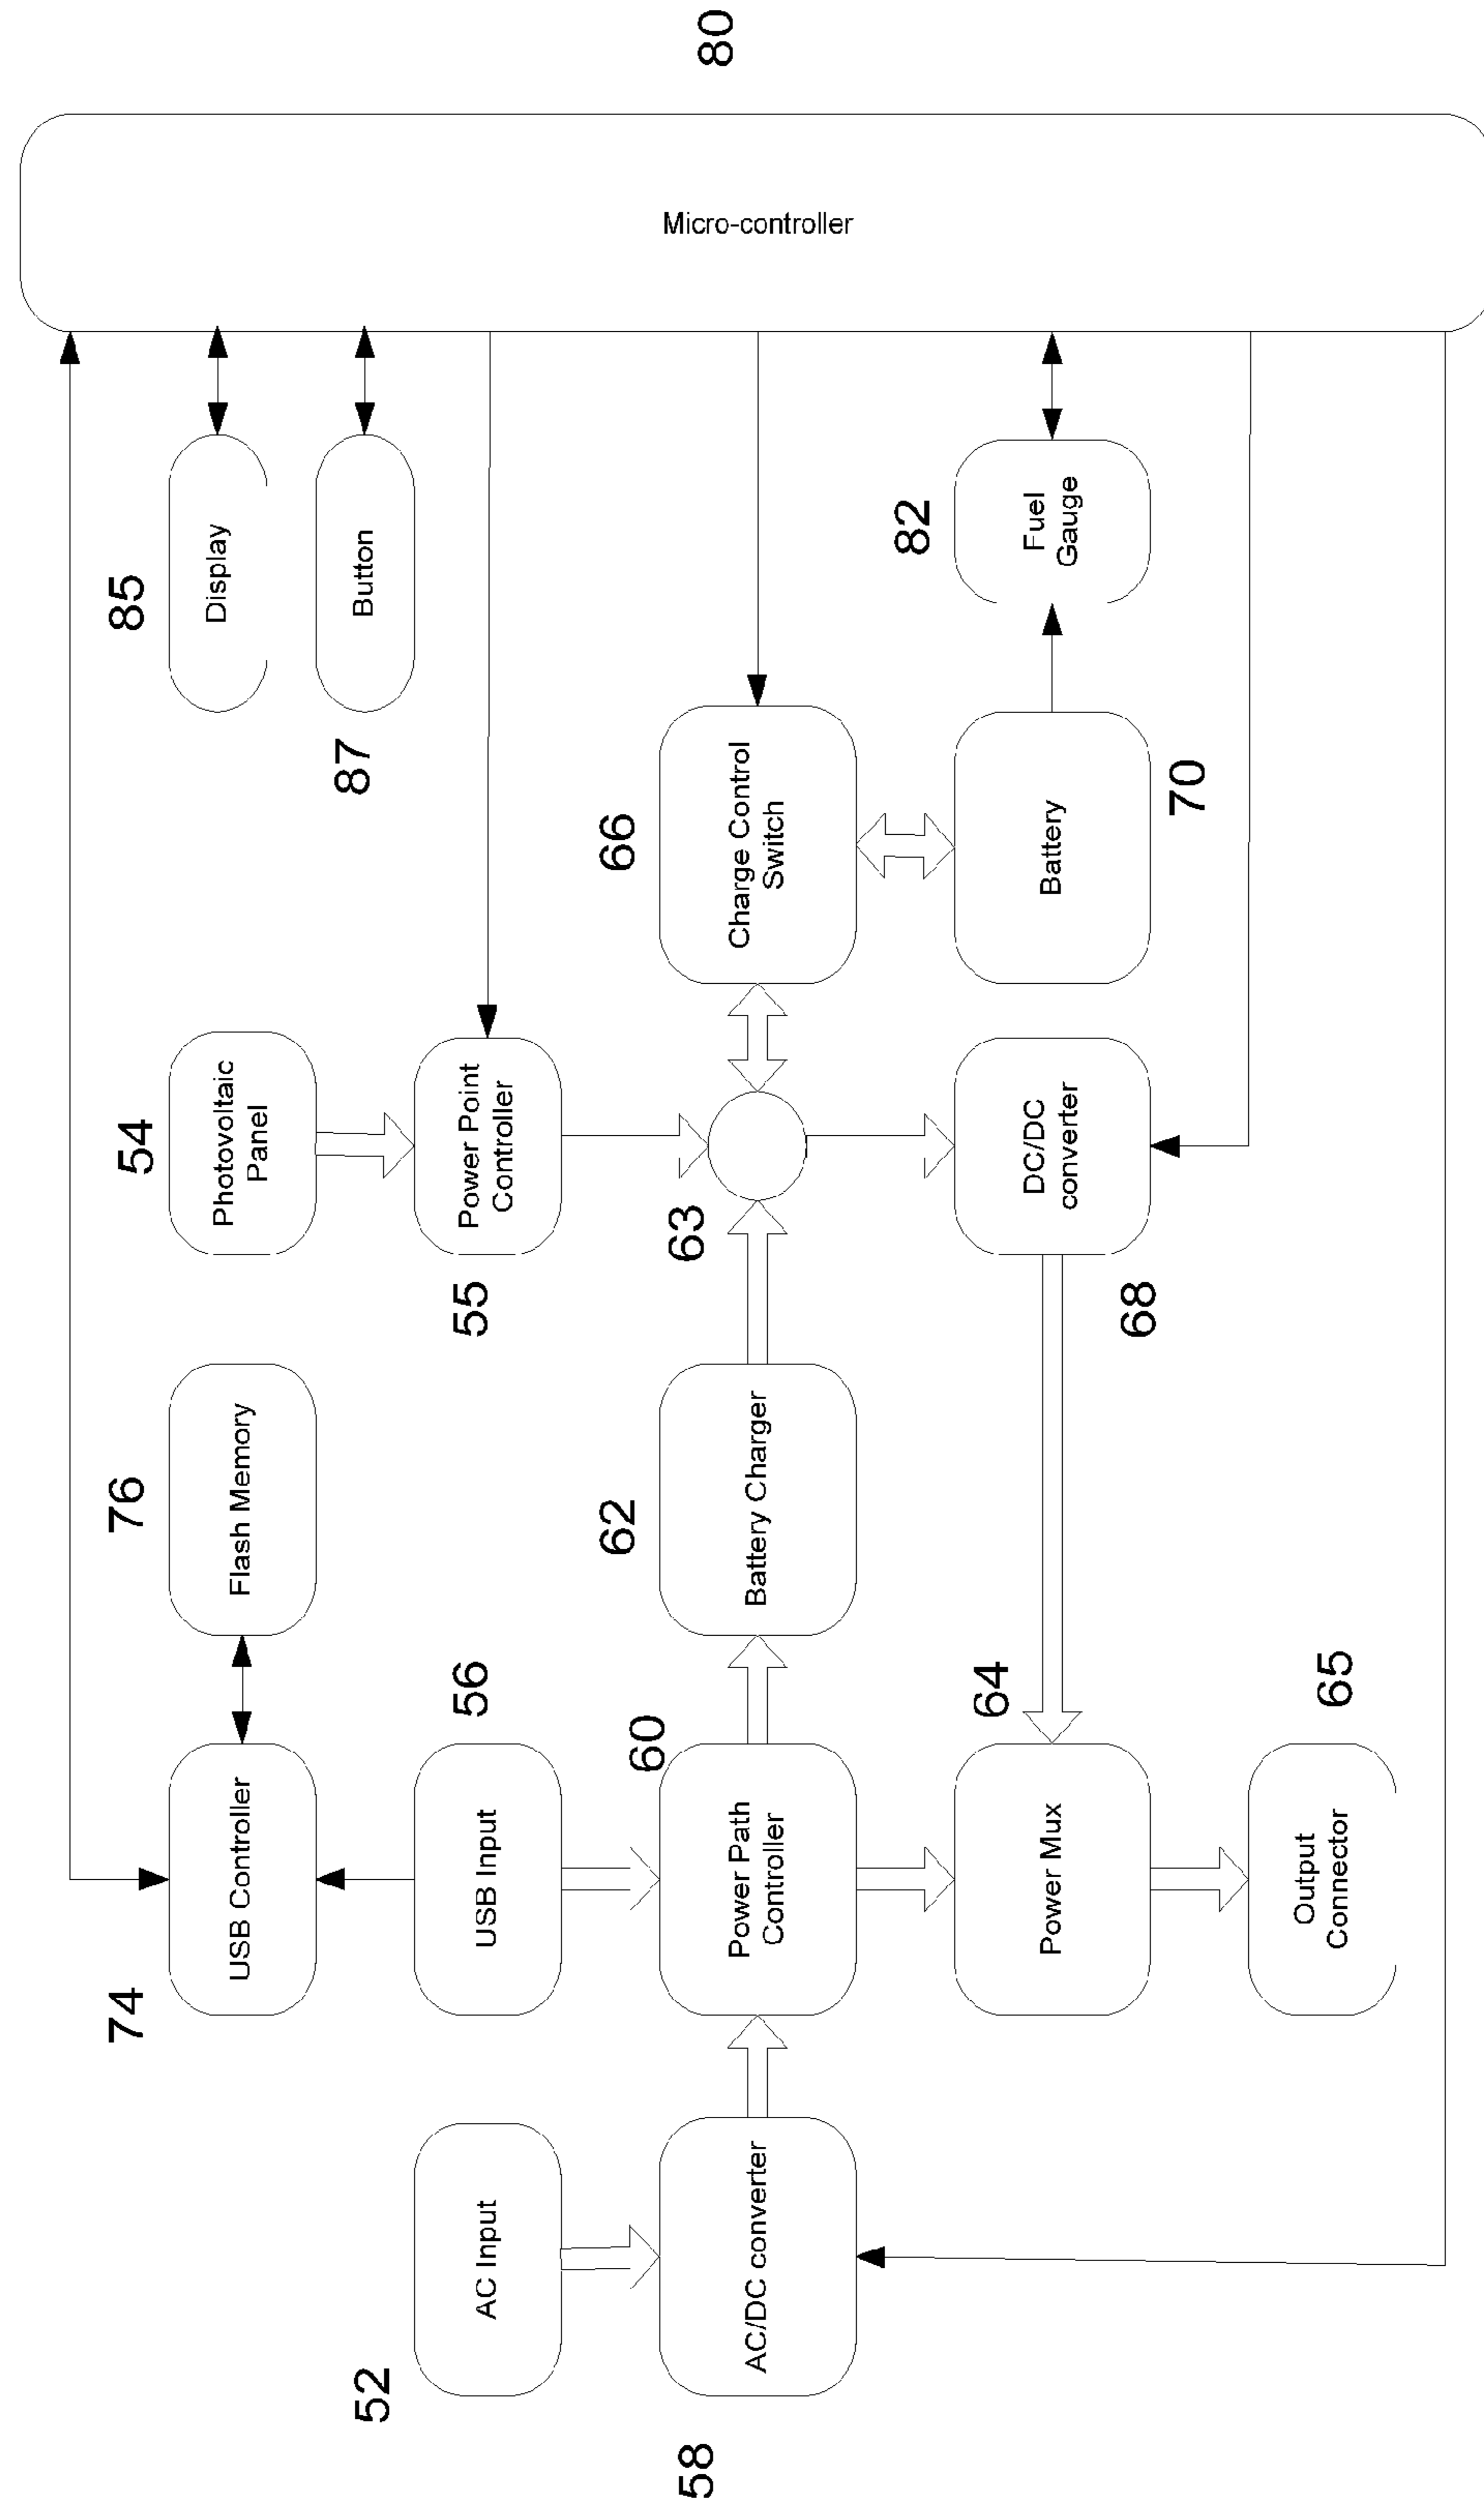 80
Micro-controller
85
Display
87
Button
82
Fuel
Gauge
66
Charge Control
Switch
Battery
70
54
Photovoltaic
Panel
Power Point
Controller
55
63
DC/DC
converter
68
76
Flash Memory
62
Battery Charger
74
USB Controller
56
USB Input
60
Power Path
Controller
64
Power Mux
65
Output
Connector
52
AC Input
58
AC/DC converter